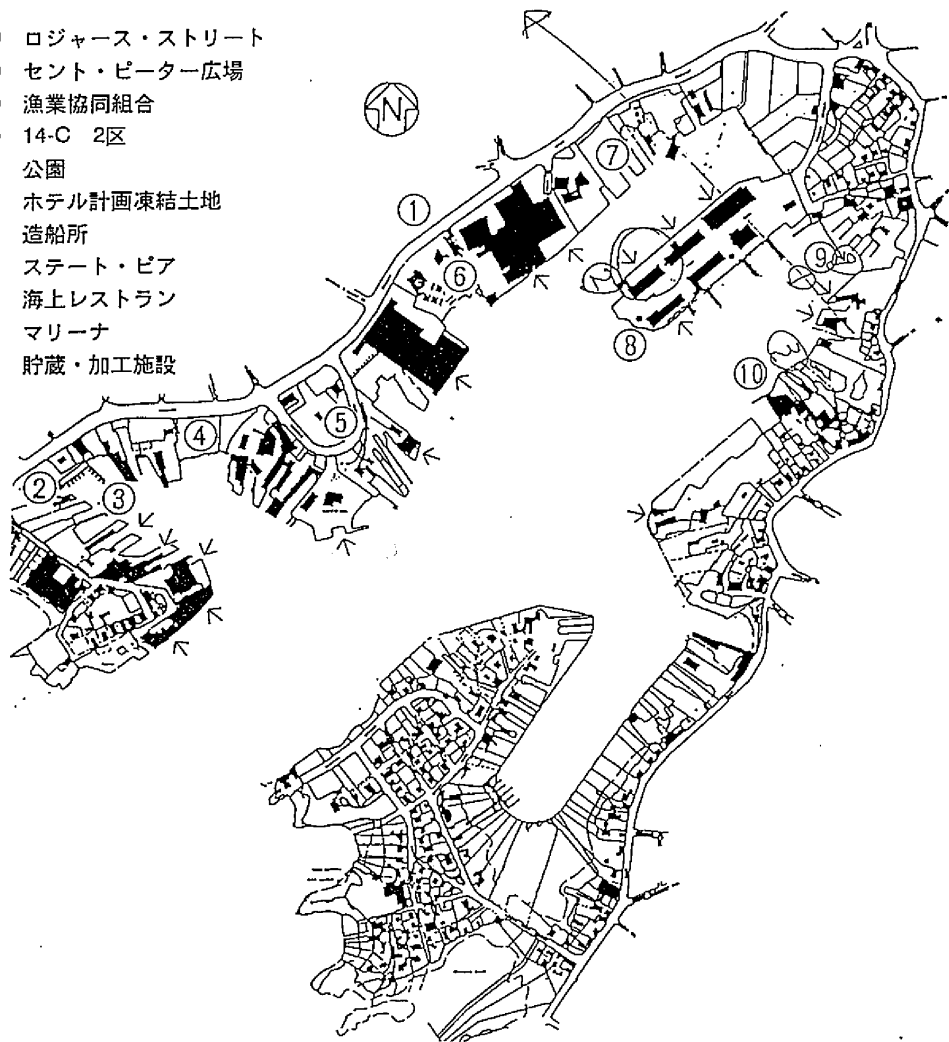 ロジャース・ストリート
セント・ピーター広場
漁業協同組合
14-C 2区
公園
ホテル計画凍結土地
造船所
ステート・ピア
海上レストラン
マリーナ
貯蔵・加工施設
N
①
②
③
④
⑤
⑥
⑦
⑧
⑨
⑩